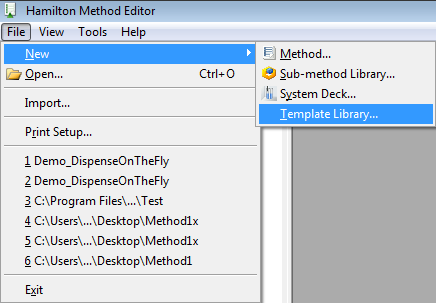 Hamilton Method Editor
File View Tools Help
New
Open... Ctrl+O
Import...
Print Setup...
1 Demo_DispenseOnTheFly
2 Demo_DispenseOnTheFly
3 C:\Program Files\...\Test
4 C:\Users\...\Desktop\Method1x
5 C:\Users\...\Desktop\Method1x
6 C:\Users\...\Desktop\Method1
Exit
Method...
Sub-method Library...
System Deck...
Template Library...